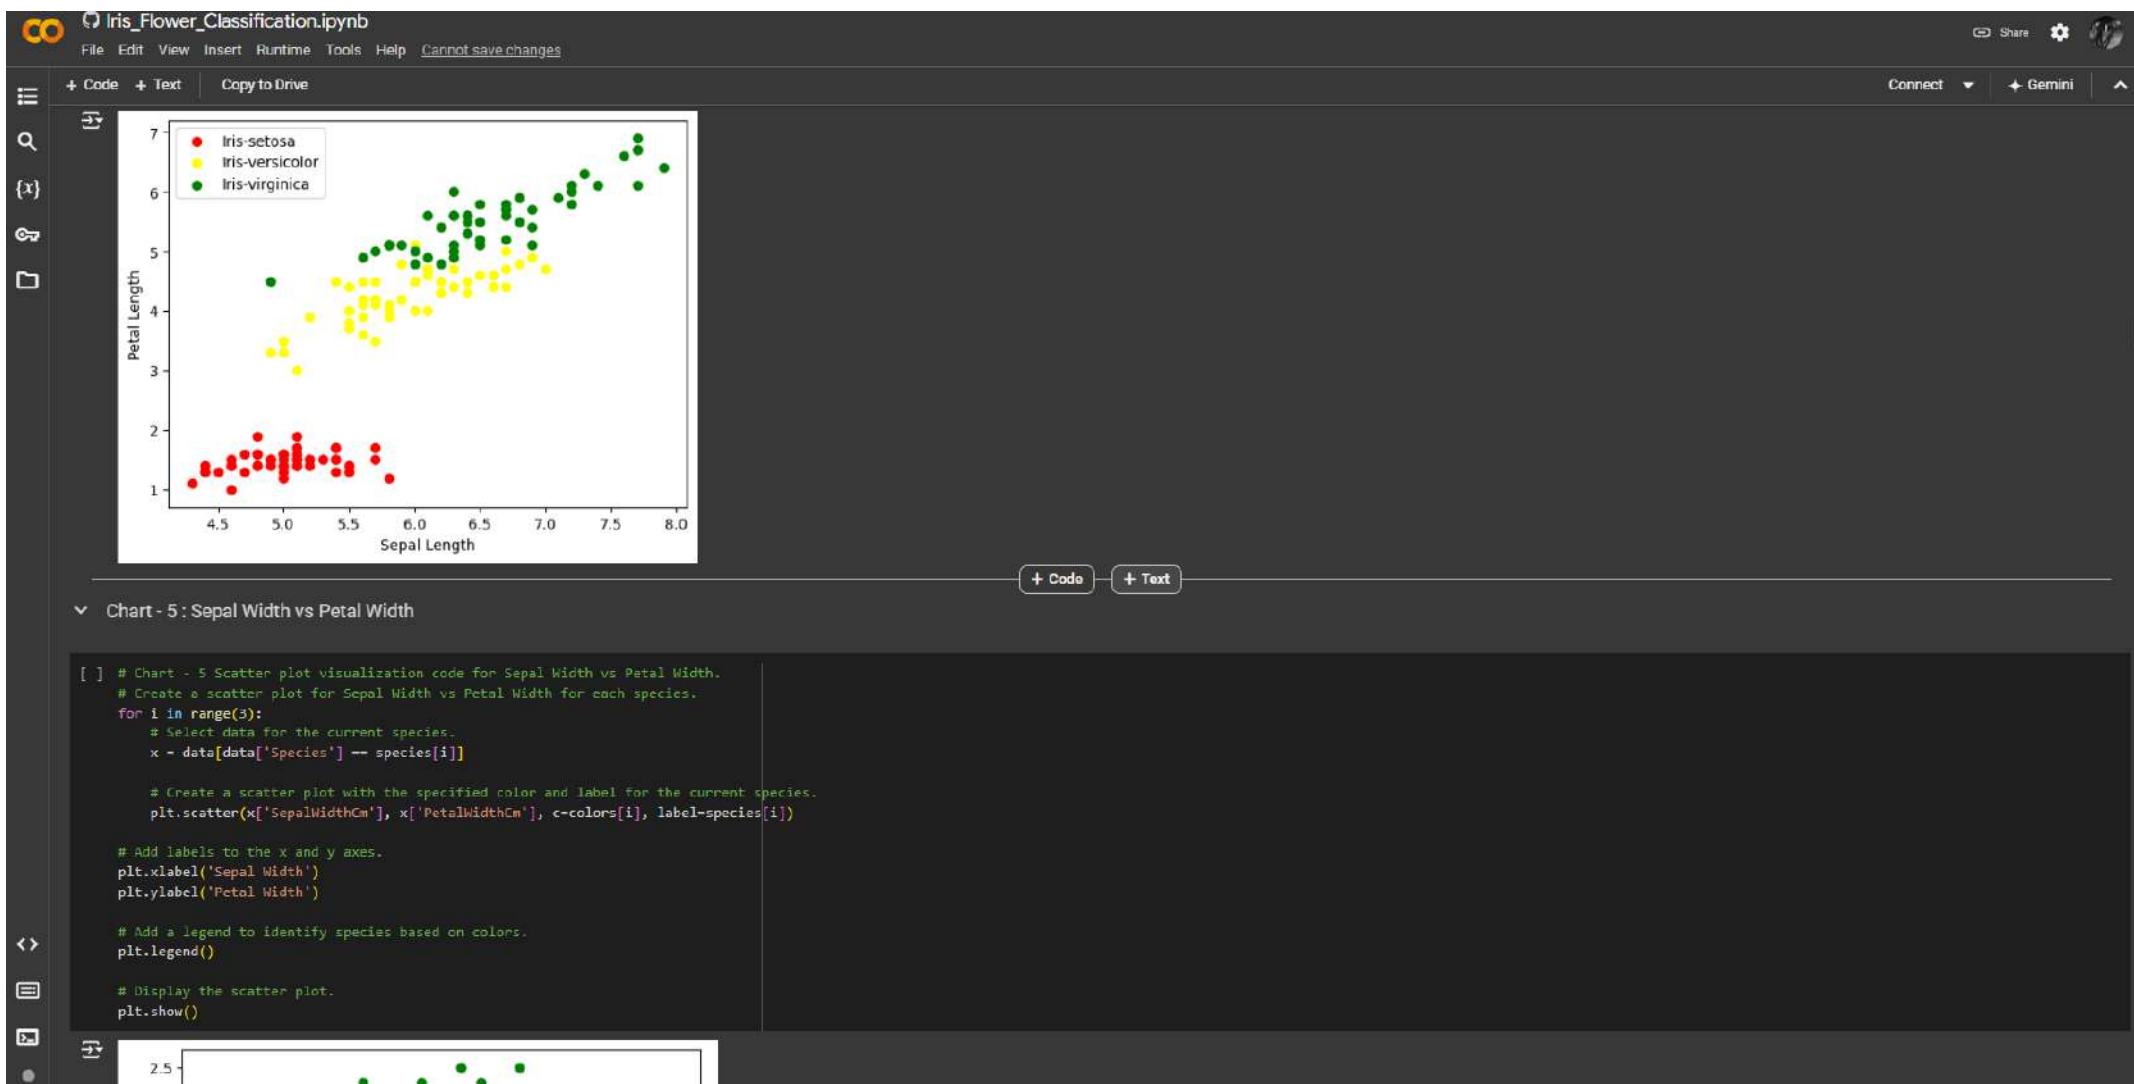 CO Iris_Flower_Classification.ipynb
File Edit View Insert Runtime Tools Help Cannot save changes
Share
+ Code + Text Copy to Drive
Connect
Gemini
{x}
7
6
5
4
3
2
1
Petal Length
Iris-setosa
Iris-versicolor
Iris-virginica
4.5 5.0 5.5 6.0 6.5 7.0 7.5 8.0
Sepal Length
+ Code + Text
Chart - 5 : Sepal Width vs Petal Width
[ ] # Chart - 5 Scatter plot visualization code for Sepal Width vs Petal Width.
# Create a scatter plot for Sepal Width vs Petal Width for each species.
for i in range(3):
# Select data for the current species.
x = data[data['Species'] == species[i]]
# Create a scatter plot with the specified color and label for the current species.
plt.scatter(x['SepalWidthCm'], x['PetalWidthCm'], c=colors[i], label=species[i])
# Add labels to the x and y axes.
plt.xlabel('Sepal Width')
plt.ylabel('Petal Width')
# Add a legend to identify species based on colors.
plt.legend()
# Display the scatter plot.
plt.show()
2.5